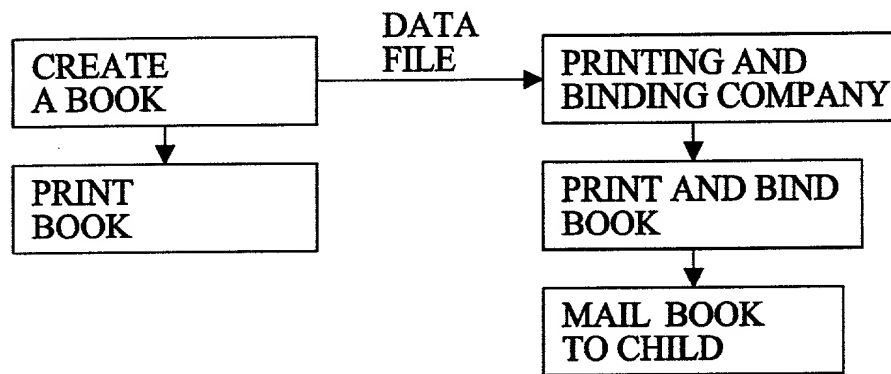 CREATE
A BOOK
DATA
FILE
PRINTING AND
BINDING COMPANY
PRINT
BOOK
PRINT AND BIND
BOOK
MAIL BOOK
TO CHILD